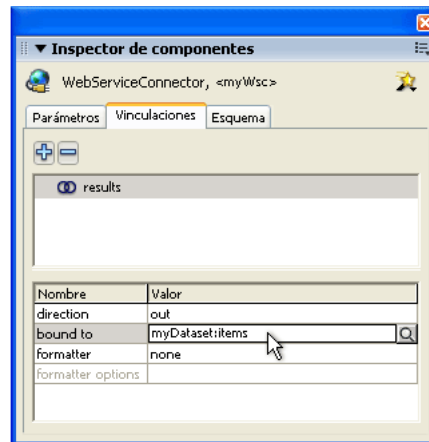 Inspector de componentes
WebServiceConnector, <myWsc>
Parámetros Vinculaciones Esquema
results
Nombre Valor
direction out
bound to myDataset:items
formatter none
formatter options